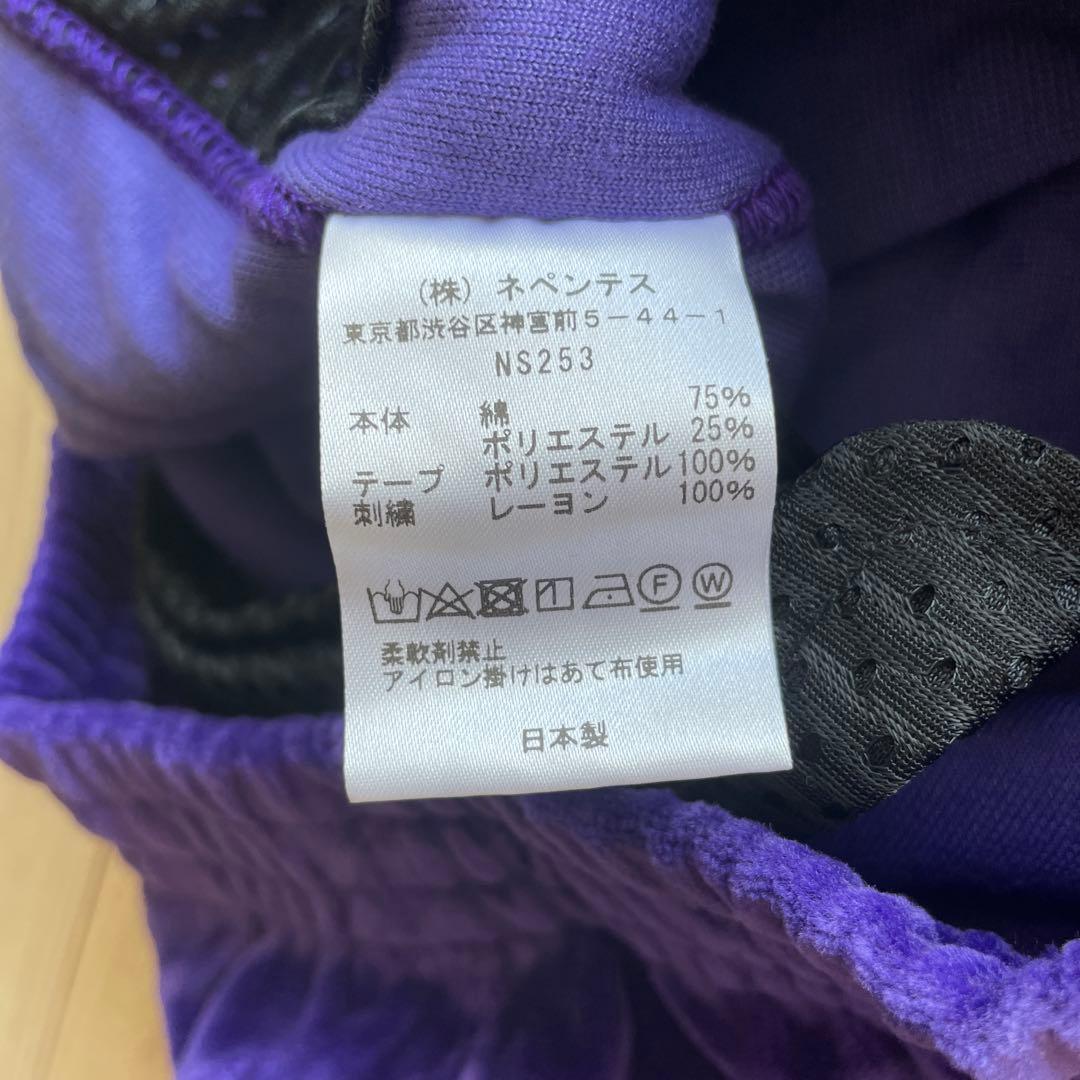 (株) ネペンテス
東京都渋谷区神宮前5-44-1
NS253
本体 綿 75%
ポリエステル 25%
テープ ポリエステル 100%
刺繍 レーヨン 100%
F W
柔軟剤禁止
アイロン掛けはあて布使用
日本製